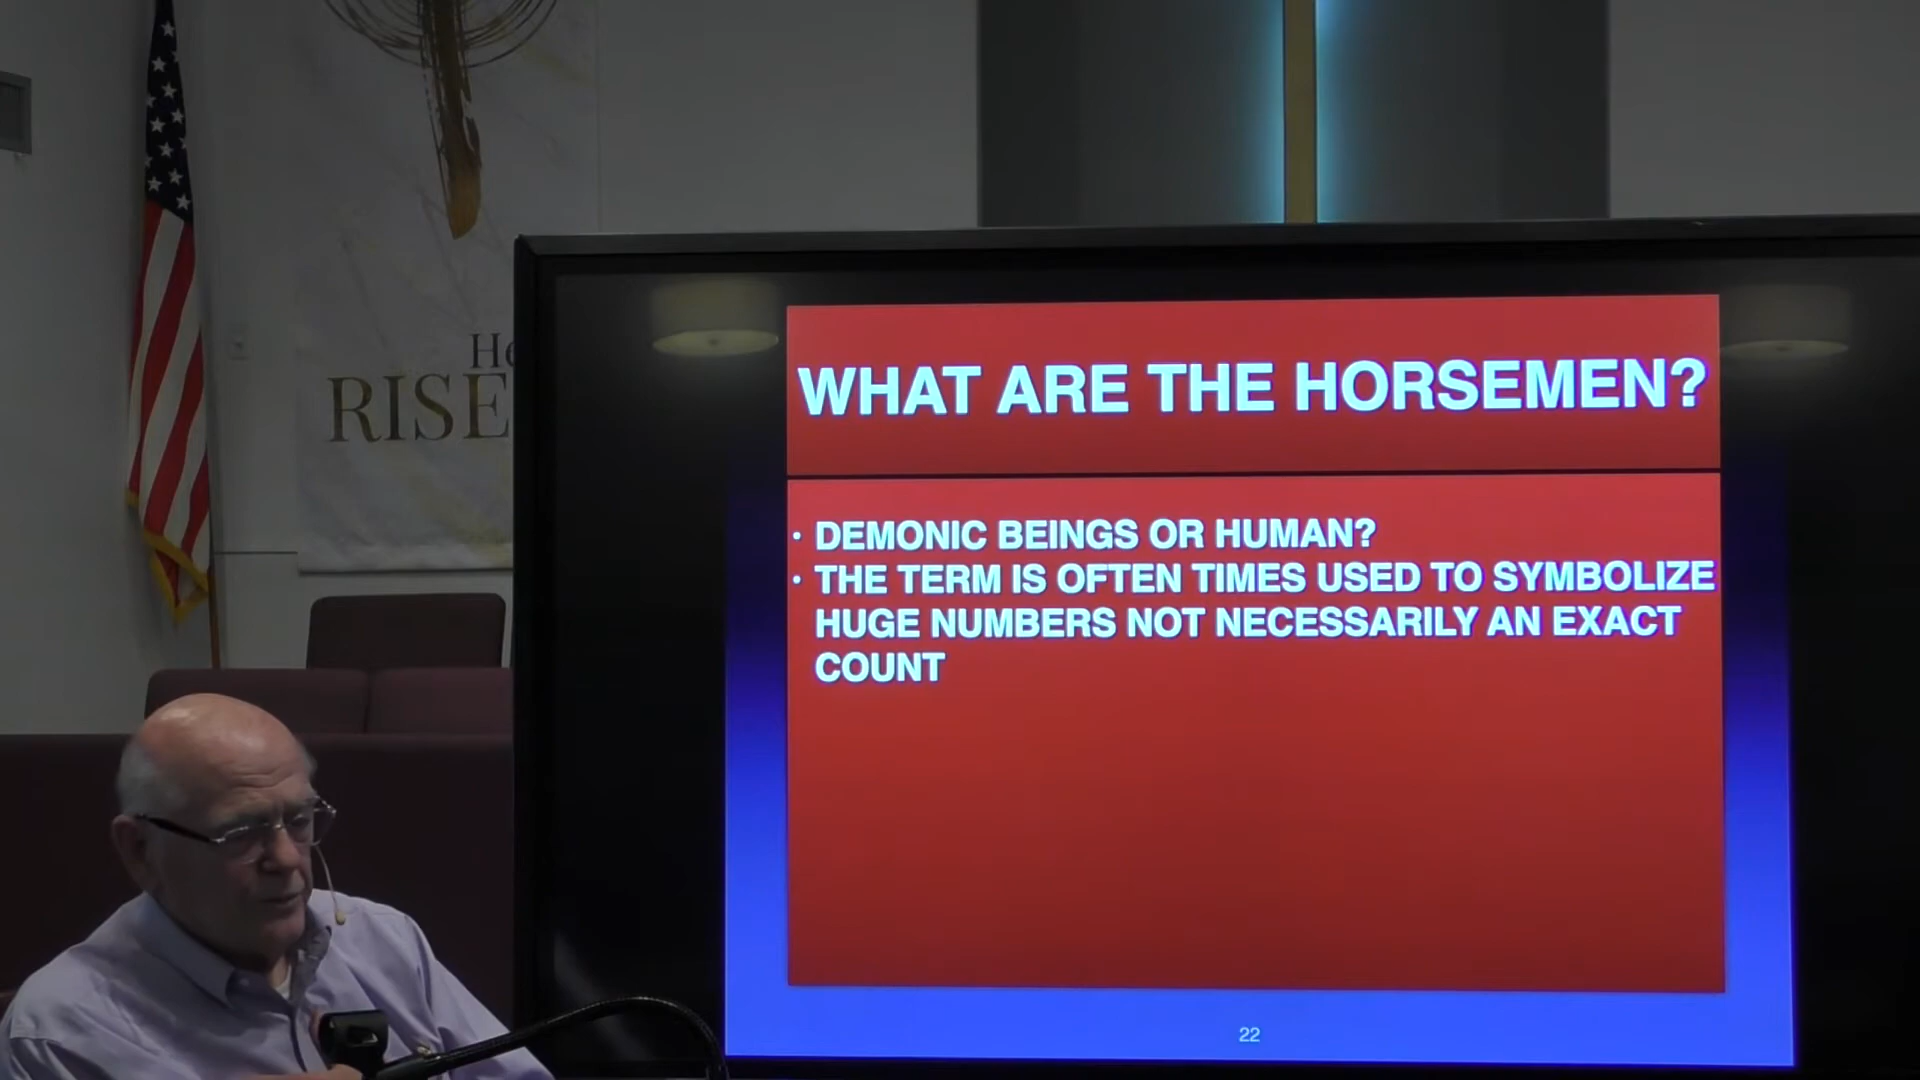 He
RISE
WHAT ARE THE HORSEMEN?
• DEMONIC BEINGS OR HUMAN?
• THE TERM IS OFTEN TIMES USED TO SYMBOLIZE
HUGE NUMBERS NOT NECESSARILY AN EXACT
COUNT
22